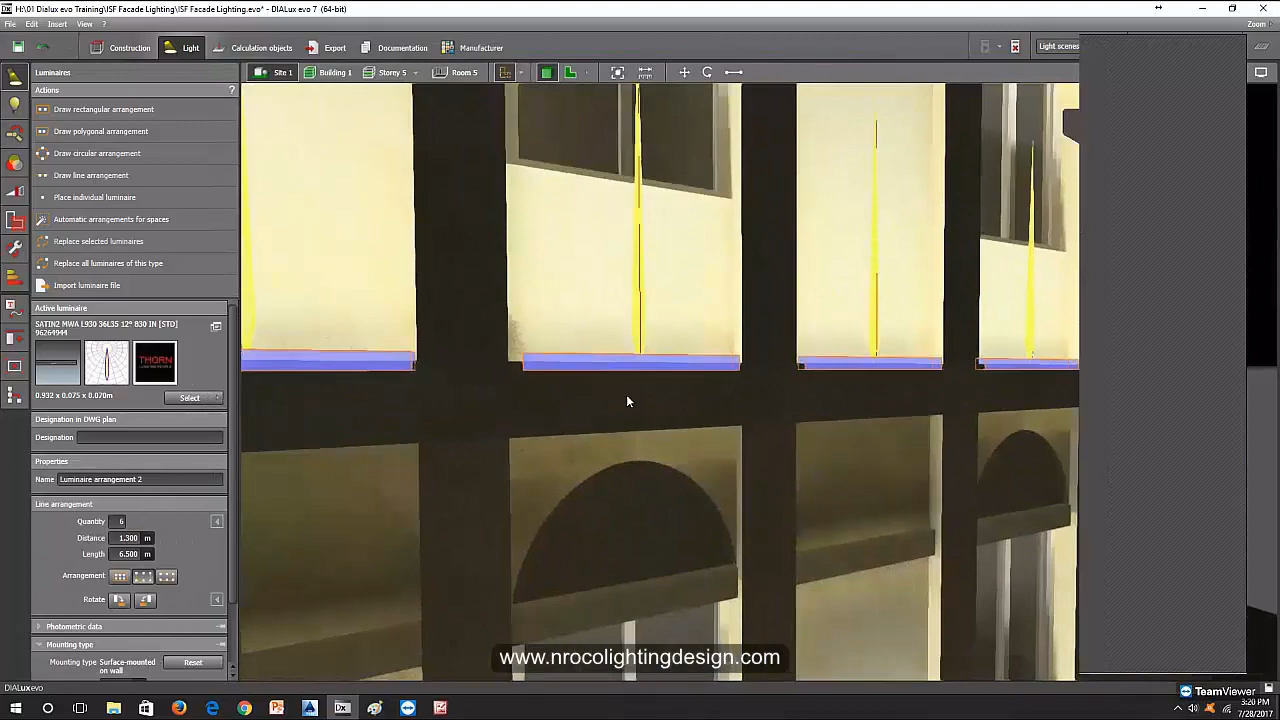 H:\01 Dialux evo Training\ISF Facade Lighting\ISF Facade Lighting.evo* - DIALux evo 7  (64-bit)
File Edit Insert View ?
Zoom
Construction Light Calculation objects Export Documentation Manufacturer
Light scenes
Luminaires
Site 1 Building 1 Storey 5 Room 5
Actions ?
Draw rectangular arrangement
Draw polygonal arrangement
Draw circular arrangement
Draw line arrangement
Place individual luminaire
Automatic arrangements for spaces
Replace selected luminaires
Replace all luminaires of this type
Import luminaire file
Active luminaire
SATIN2 MWA L930 36L35 12° 830 IN [STD]
96264944
THORN
0.932 x 0.075 x 0.070m
Select
Designation in DWG plan
Designation
Properties
Name Luminaire arrangement 2
Line arrangement
Quantity 6
Distance 1.300 m
Length 6.500 m
Arrangement
Rotate
Photometric data
Mounting type
Mounting type Surface-mounted
on wall
Reset
www.nrocolightingdesign.com
DIALux evo
TeamViewer
3:20 PM
7/28/2017